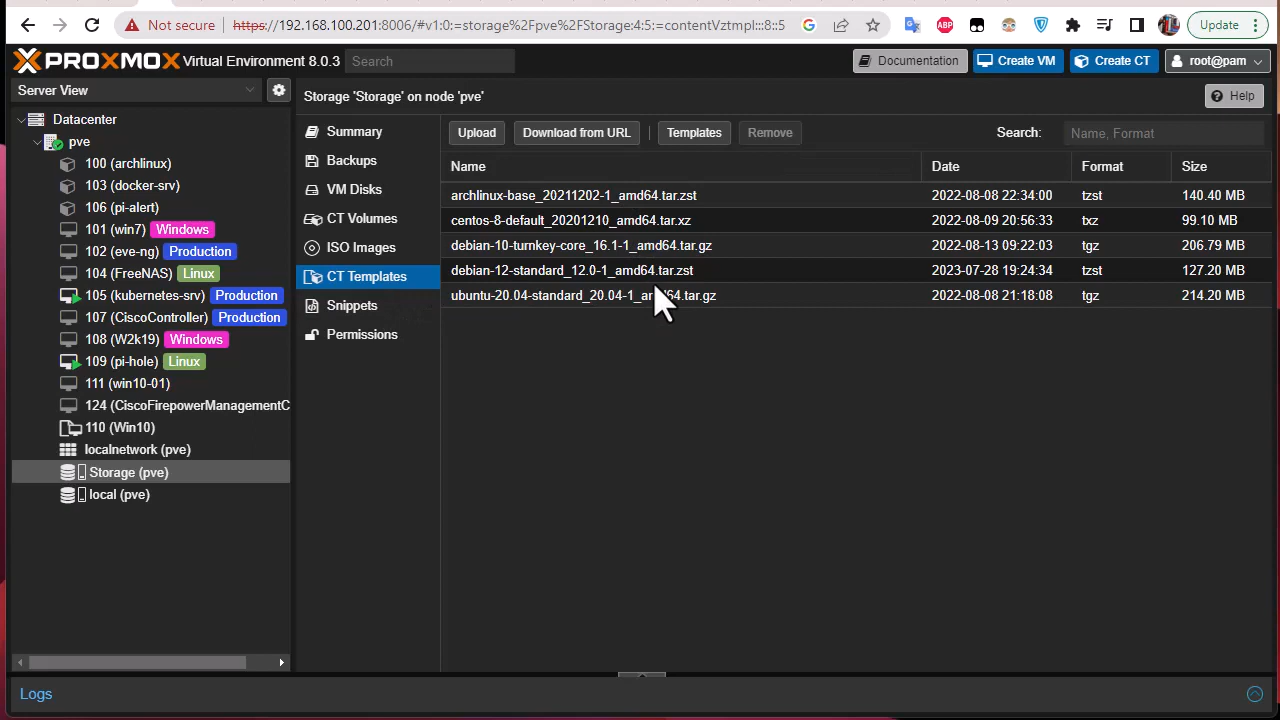 Not secure https://192.168.100.201:8006/#v1:0:=storage%2Fpve%2FStorage:4:5:=contentVztmpl:::8::5 Update
PROXMOX Virtual Environment 8.0.3 Search Documentation Create VM Create CT root@pam
Server View
Storage 'Storage' on node 'pve' Help
Datacenter
pve
100 (archlinux)
103 (docker-srv)
106 (pi-alert)
101 (win7) Windows
102 (eve-ng) Production
104 (FreeNAS) Linux
105 (kubernetes-srv) Production
107 (CiscoController) Production
108 (W2k19) Windows
109 (pi-hole) Linux
111 (win10-01)
124 (CiscoFirepowerManagementC
110 (Win10)
localnetwork (pve)
Storage (pve)
local (pve)
Summary
Backups
VM Disks
CT Volumes
ISO Images
CT Templates
Snippets
Permissions
Upload Download from URL Templates Remove Search: Name, Format
Name Date Format Size
archlinux-base_20211202-1_amd64.tar.zst 2022-08-08 22:34:00 tzst 140.40 MB
centos-8-default_20201210_amd64.tar.xz 2022-08-09 20:56:33 txz 99.10 MB
debian-10-turnkey-core_16.1-1_amd64.tar.gz 2022-08-13 09:22:03 tgz 206.79 MB
debian-12-standard_12.0-1_amd64.tar.zst 2023-07-28 19:24:34 tzst 127.20 MB
ubuntu-20.04-standard_20.04-1_amd64.tar.gz 2022-08-08 21:18:08 tgz 214.20 MB
Logs